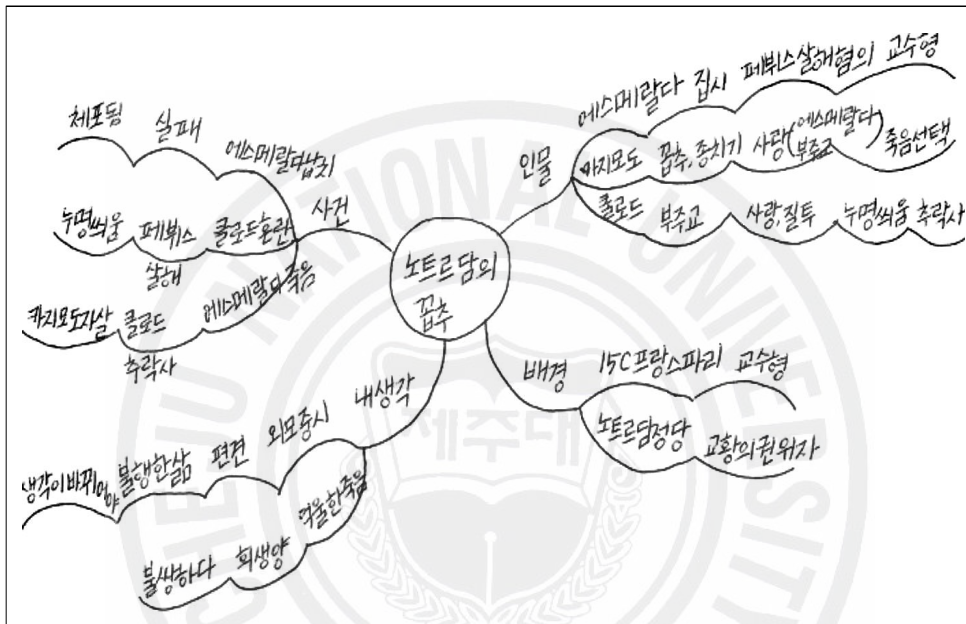 노트르담의
꼽추
인물
에스메랄다 집시 페뷔스살해혐의 교수형
카지모도 꼽추, 종치기 사랑(에스메랄다 부주교) 죽음선택
클로드 부주교 사랑, 질투 누명씌움 추락사
배경
15C프랑스파리 교수형
노트르담성당 교황의권위자
사건
에스메랄다납치 실패 체포됨
클로드혼란 페뷔스 살해 누명씌움
에스메랄다죽음 클로드 추락사 카지모도자살
내생각
외모중시 편견 불행한삶 생각이바뀌어야
억울한죽음 희생양 불쌍하다
제주대
JEJU NATIONAL UNIVERSITY